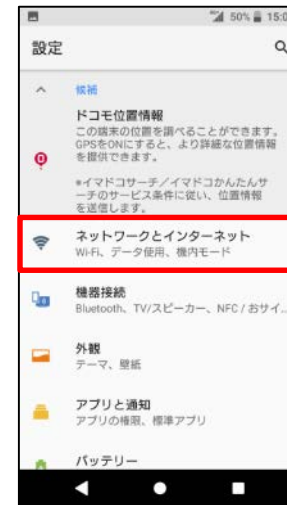 50% 15:0
設定
候補
ドコモ位置情報
この端末の位置を調べることができます。
GPSをONにすると、より詳細な位置情報
を提供できます。
*イマドコサーチ／イマドコかんたんサ
ーチのサービス条件に従い、位置情報
を送信します。
ネットワークとインターネット
Wi-Fi、データ使用、機内モード
機器接続
Bluetooth、TV/スピーカー、NFC / おサイ...
外観
テーマ、壁紙
アプリと通知
アプリの権限、標準アプリ
バッテリー